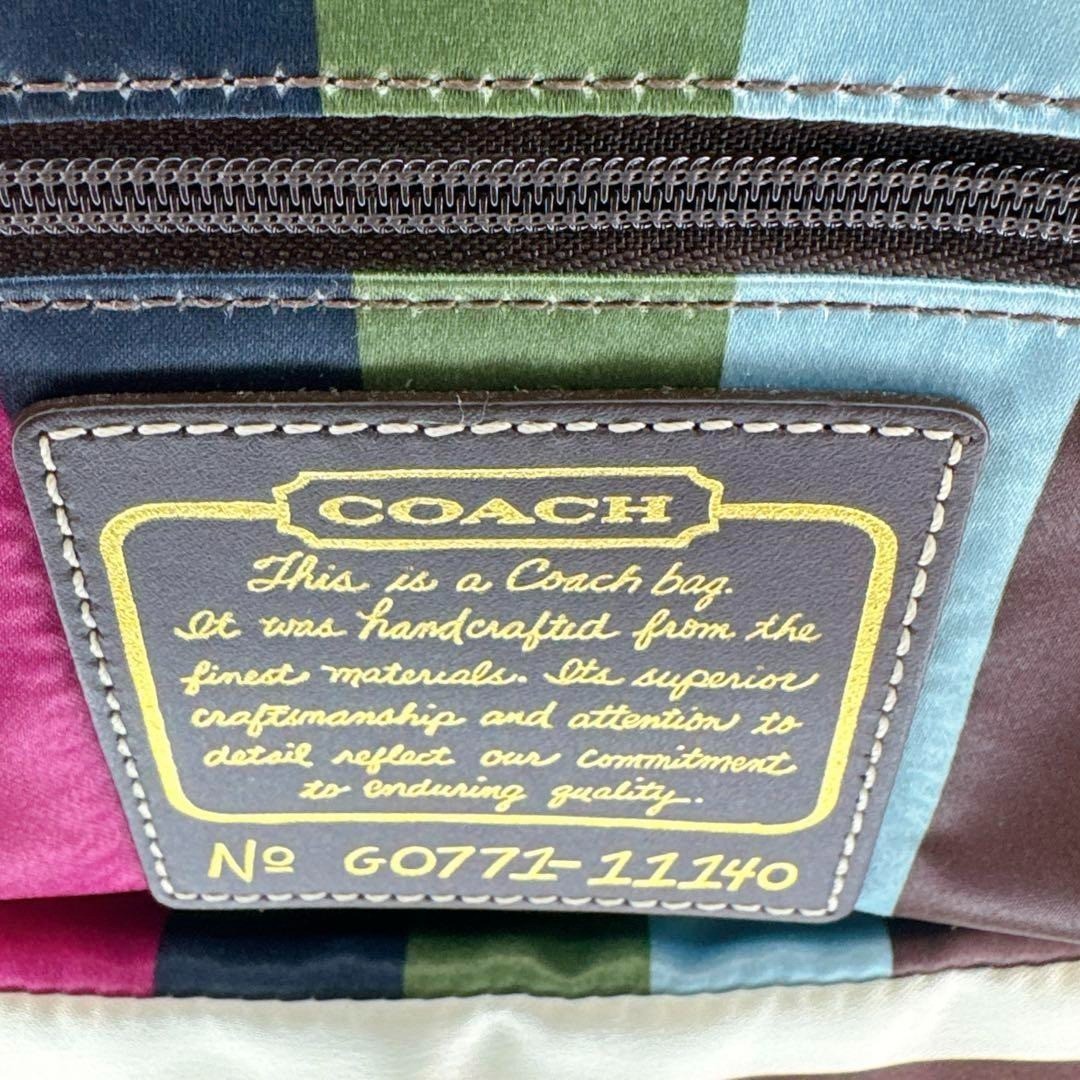 COACH
This is a Coach bag.
It was handcrafted from the
finest materials. Its superior
craftsmanship and attention to
detail reflect our commitment
to enduring quality.
Nº G0771-11140